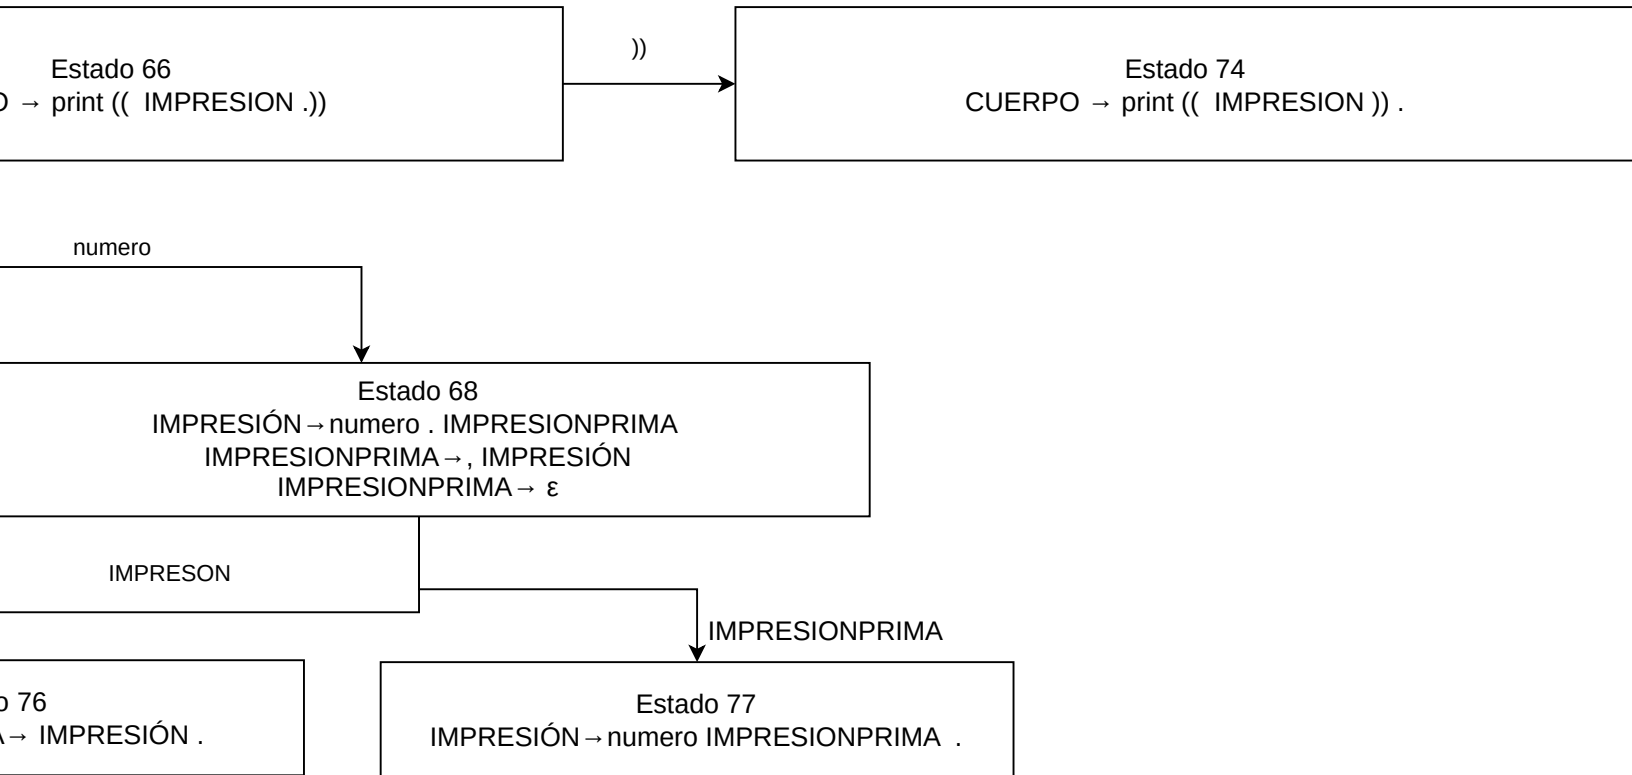 Estado 66
→ print ((  IMPRESION .))
))
Estado 74
CUERPO → print ((  IMPRESION )) .
numero
Estado 68
IMPRESIÓN→numero . IMPRESIONPRIMA
IMPRESIONPRIMA→, IMPRESIÓN
IMPRESIONPRIMA→ ε
IMPRESON
IMPRESIONPRIMA
76
→ IMPRESIÓN .
Estado 77
IMPRESIÓN→numero IMPRESIONPRIMA  .